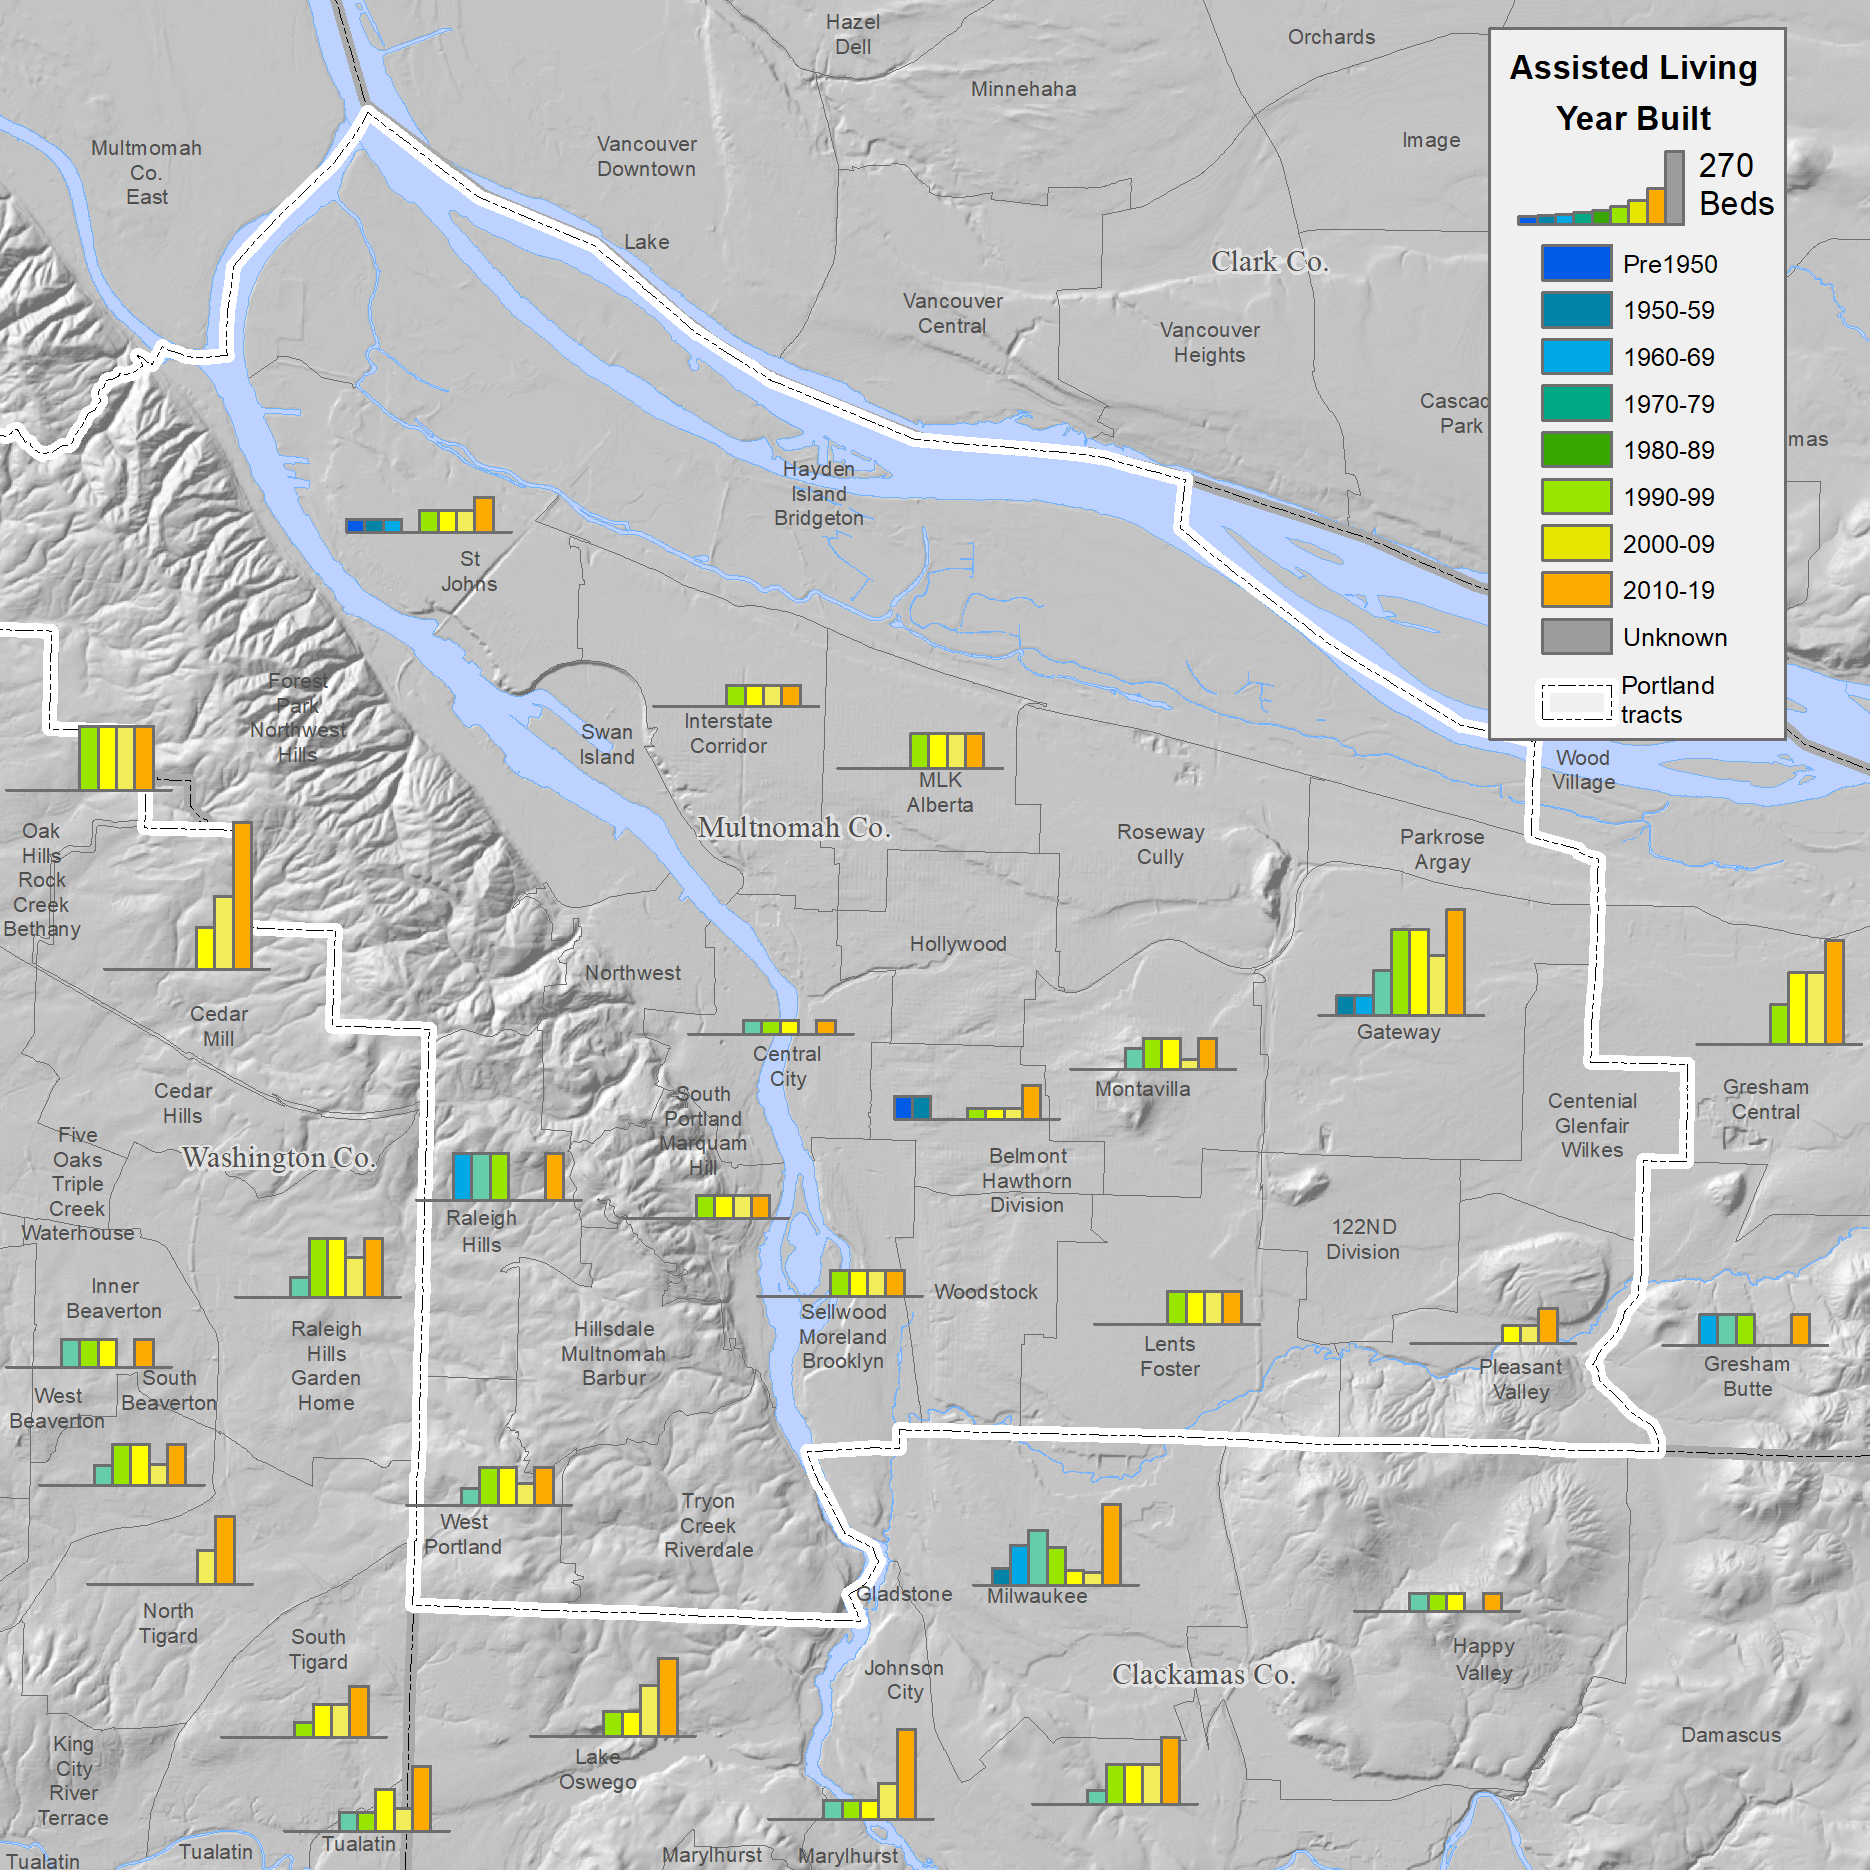 Hazel
Dell
Orchards
Minnehaha
Image
Multmomah
Co.
East
Vancouver
Downtown
Lake
Clark Co.
Vancouver
Central
Vancouver
Heights
Cascad
Park
mas
Assisted Living
Year Built
270
Beds
Pre1950
1950-59
1960-69
1970-79
1980-89
1990-99
2000-09
2010-19
Unknown
Portland
tracts
Hayden
Island
Bridgeton
St
Johns
Forest
Park
Northwest
Hills
Swan
Island
Interstate
Corridor
MLK
Alberta
Wood
Village
Multnomah Co.
Roseway
Cully
Parkrose
Argay
Oak
Hills
Rock
Creek
Bethany
Hollywood
Northwest
Cedar
Mill
Gateway
Central
City
Montavilla
Gresham
Central
Cedar
Hills
South
Portland
Marquam
Hill
Centenial
Glenfair
Wilkes
Five
Oaks
Triple
Creek
Waterhouse
Washington Co.
Belmont
Hawthorn
Division
Raleigh
Hills
122ND
Division
Inner
Beaverton
Woodstock
Sellwood
Moreland
Brooklyn
Raleigh
Hills
Garden
Home
Hillsdale
Multnomah
Barbur
Lents
Foster
Pleasant
Valley
Gresham
Butte
West
Beaverton
South
Beaverton
West
Portland
Tryon
Creek
Riverdale
Gladstone
Milwaukee
North
Tigard
South
Tigard
Johnson
City
Clackamas Co.
Happy
Valley
Damascus
King
City
River
Terrace
Lake
Oswego
Tualatin
Tualatin
Tualatin
Marylhurst
Marylhurst